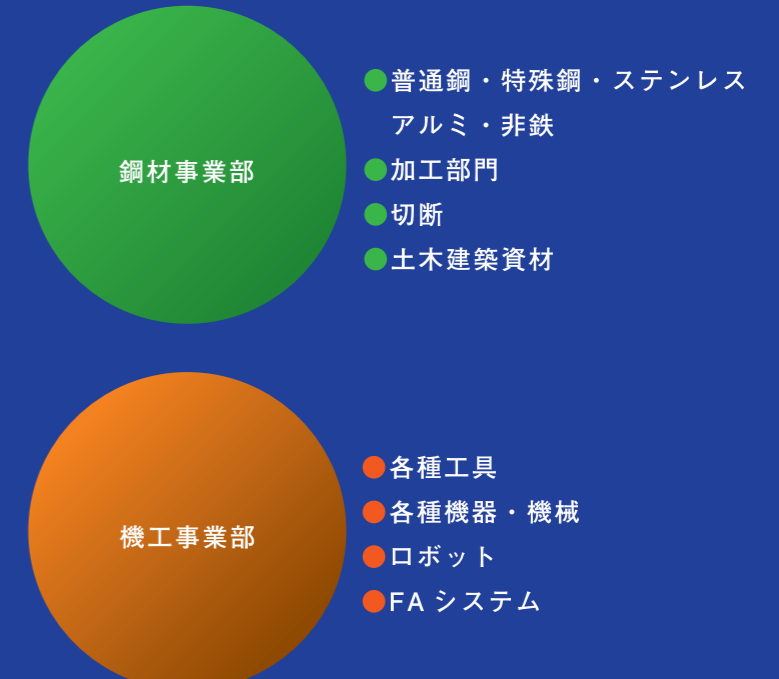 鋼材事業部
●普通鋼・特殊鋼・ステンレス
アルミ・非鉄
●加工部門
●切断
●土木建築資材
機工事業部
●各種工具
●各種機器・機械
●ロボット
●FA システム